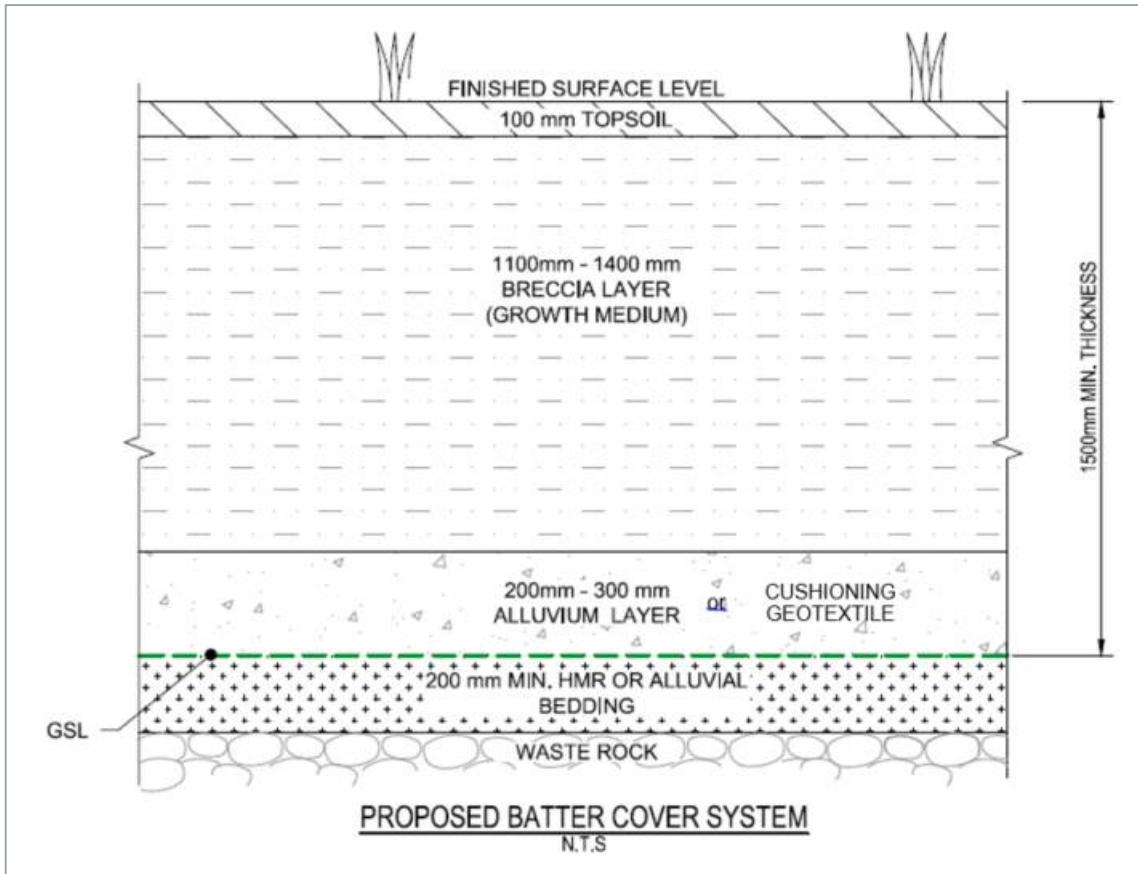 FINISHED SURFACE LEVEL
100 mm TOPSOIL
1100mm - 1400 mm
BRECCIA LAYER
(GROWTH MEDIUM)
1500mm MIN. THICKNESS
200mm - 300 mm or CUSHIONING
ALLUVIUM LAYER GEOTEXTILE
200 mm MIN. HMR OR ALLUVIAL
BEDDING
GSL
WASTE ROCK
PROPOSED BATTER COVER SYSTEM
N.T.S